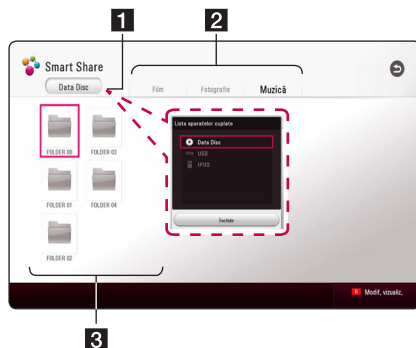 1
2
Smart Share
Data Disc
Film
Fotografie
Muzică
Lista aparatelor cuplate
Data Disc
USB
IPOD
Închide
FOLDER 00
FOLDER 03
FOLDER 01
FOLDER 04
FOLDER 02
R Modif. vizualiz.
3